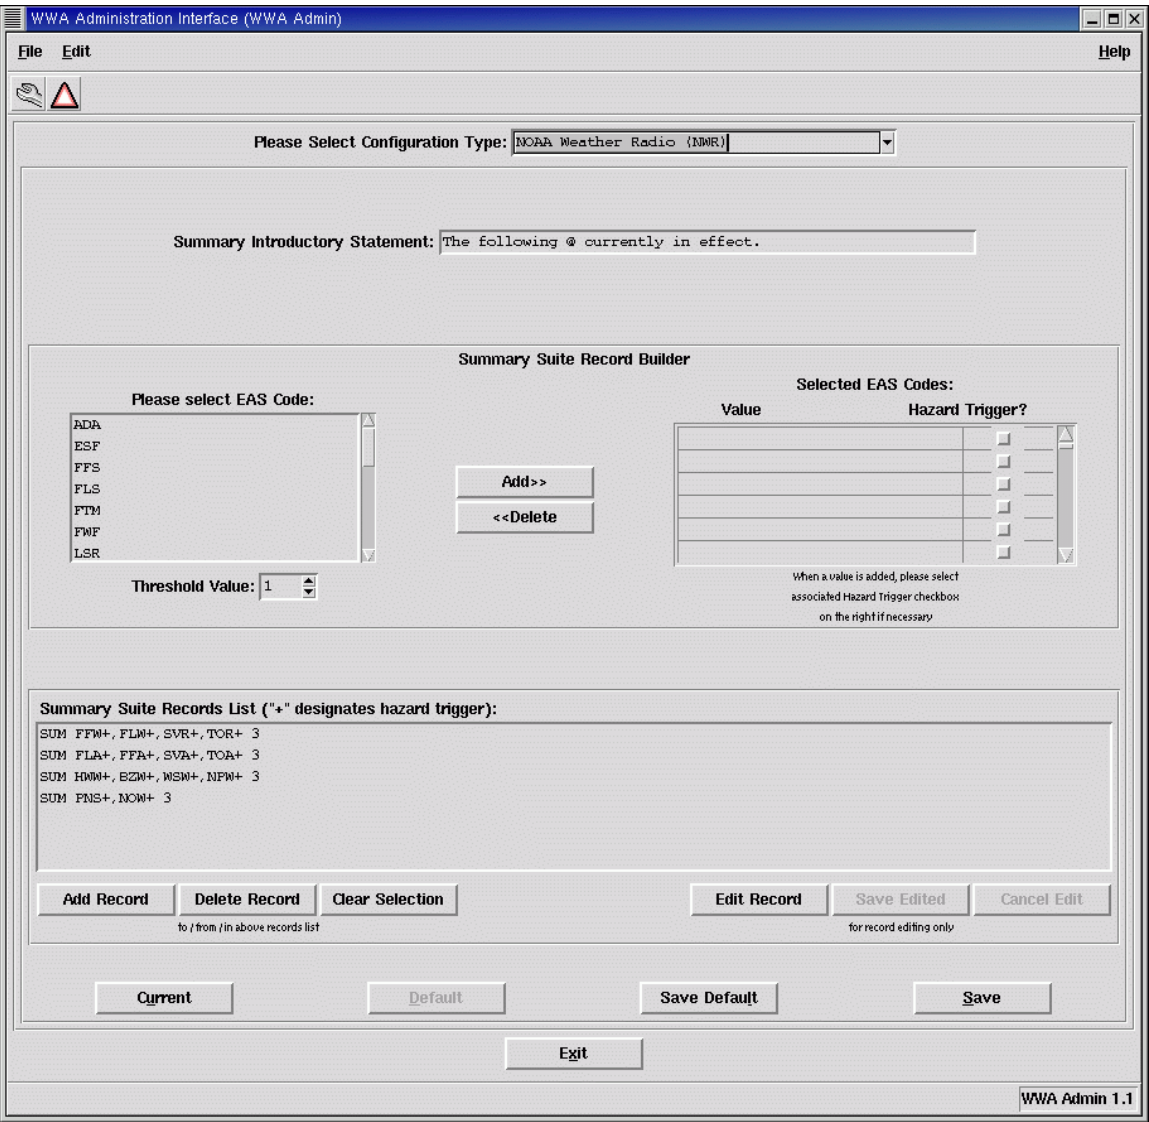 WWA Administration Interface (WWA Admin)
File Edit Help
Please Select Configuration Type: NOAA Weather Radio (NWR)
Summary Introductory Statement: The following @ currently in effect.
Summary Suite Record Builder
Please select EAS Code:
ADA
ESF
FFS
FLS
FTM
FWF
LSR
Threshold Value: 1
Add>>
<<Delete
Selected EAS Codes:
Value Hazard Trigger?
When a value is added, please select
associated Hazard Trigger checkbox
on the right if necessary
Summary Suite Records List ("+" designates hazard trigger):
SUM FFW+,FLW+,SVR+,TOR+ 3
SUM FLA+,FFA+,SVA+,TOA+ 3
SUM HWW+,BZW+,WSW+,NPW+ 3
SUM PNS+,NOW+ 3
Add Record Delete Record Clear Selection Edit Record Save Edited Cancel Edit
to / from / in above records list for record editing only
Current Default Save Default Save
Exit
WWA Admin 1.1